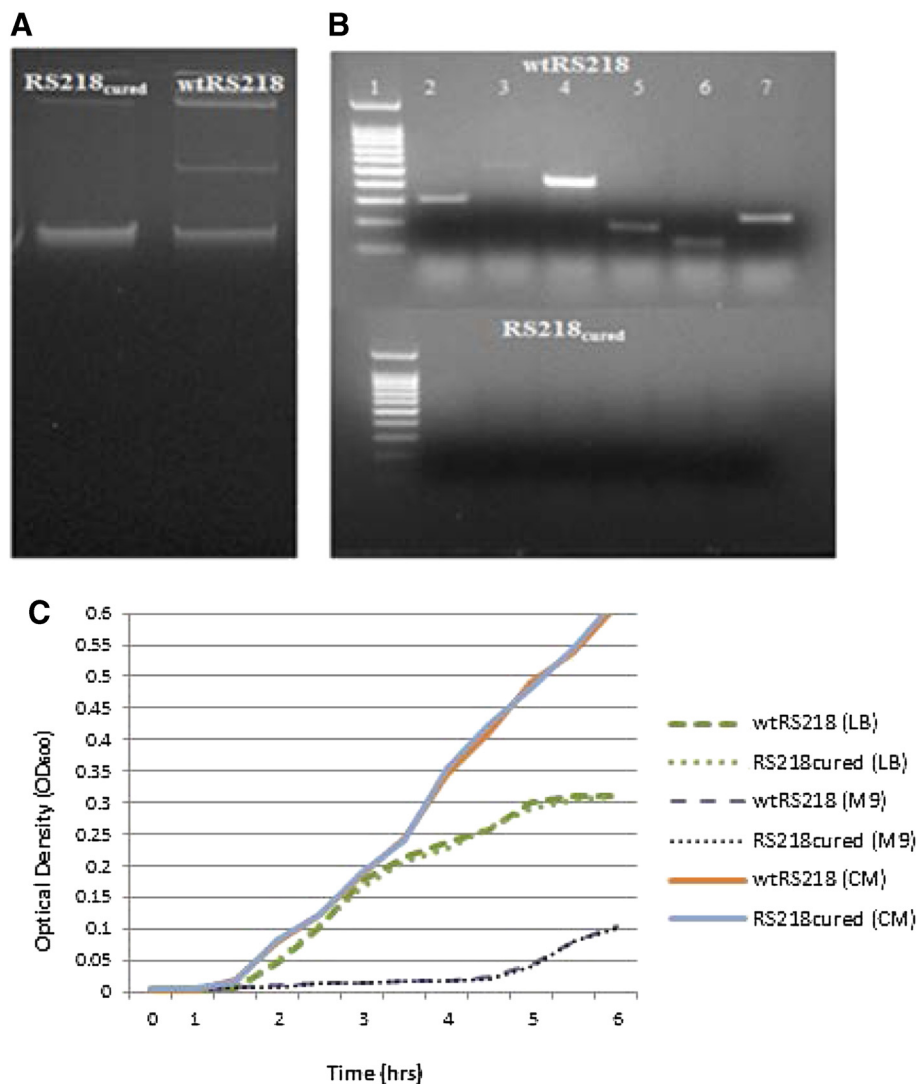 A
B
RS218cured
wtRS218
wtRS218
1 2 3 4 5 6 7
RS218cured
C
0.6
0.55
0.5
0.45
0.4
0.35
0.3
0.25
0.2
0.15
0.1
0.05
0
Optical Density (OD600)
0 1 2 3 4 5 6
Time (hrs)
wtRS218 (LB)
RS218cured (LB)
wtRS218 (M9)
RS218cured (M9)
wtRS218 (CM)
RS218cured (CM)